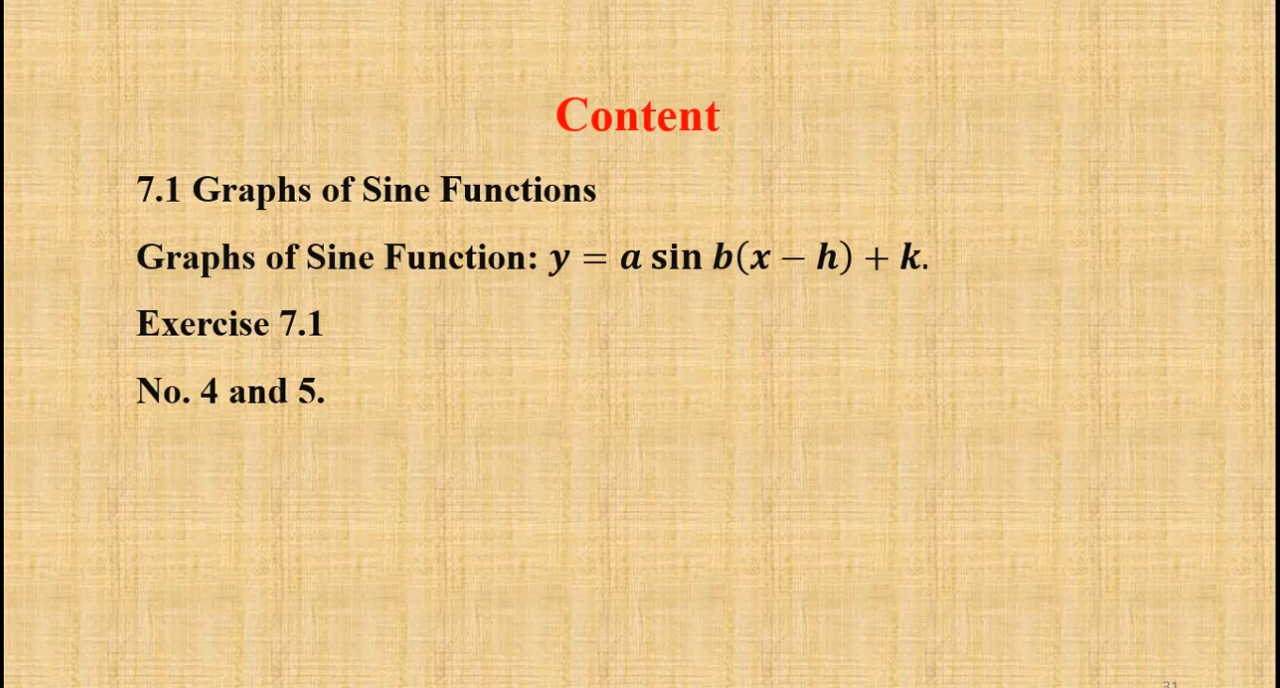 Content
7.1 Graphs of Sine Functions
Graphs of Sine Function: y = a sin b(x − h) + k.
Exercise 7.1
No. 4 and 5.
31